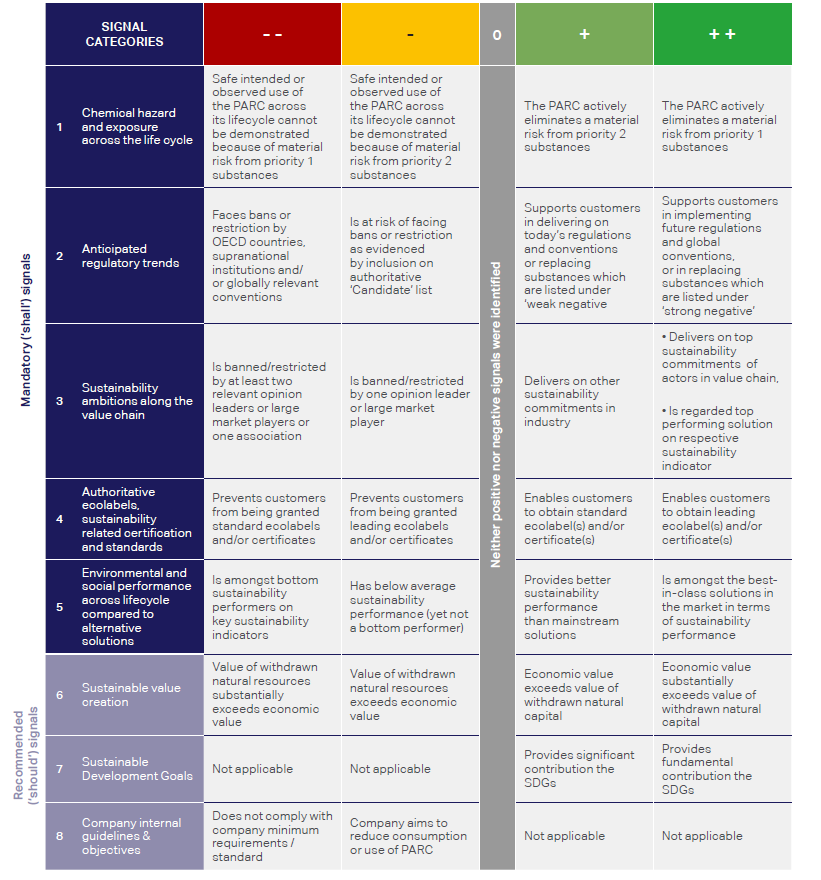 SIGNAL
CATEGORIES
- -
-
0
+
+ +
1
Chemical hazard
and exposure
across the life cycle
Safe intended or
observed use of
the PARC across
its lifecycle cannot
be demonstrated
because of material
risk from priority 1
substances
Safe intended or
observed use of
the PARC across
its lifecycle cannot
be demonstrated
because of material
risk from priority 2
substances
The PARC actively
eliminates a material
risk from priority 2
substances
The PARC actively
eliminates a material
risk from priority 1
substances
2
Anticipated
regulatory trends
Faces bans or
restriction by
OECD countries,
supranational
institutions and/
or globally relevant
conventions
Is at risk of facing
bans or restriction
as evidenced
by inclusion on
authoritative
'Candidate' list
Supports customers
in delivering on
today's regulations
and conventions
or replacing
substances which
are listed under
'weak negative
Supports customers
in implementing
future regulations
and global
conventions,
or in replacing
substances which
are listed under
'strong negative'
3
Sustainability
ambitions along the
value chain
Is banned/restricted
by at least two
relevant opinion
leaders or large
market players or
one association
Is banned/restricted
by one opinion leader
or large market
player
Delivers on other
sustainability
commitments in
industry
• Delivers on top
sustainability
commitments of
actors in value chain,
• Is regarded top
performing solution
on respective
sustainability
indicator
4
Authoritative
ecolabels,
sustainability
related certification
and standards
Prevents customers
from being granted
standard ecolabels
and/or certificates
Prevents customers
from being granted
leading ecolabels
and/or certificates
Enables customers
to obtain standard
ecolabel(s) and/or
certificate(s)
Enables customers
to obtain leading
ecolabel(s) and/or
certificate(s)
5
Environmental and
social performance
across lifecycle
compared to
alternative
solutions
Is amongst bottom
sustainability
performers on
key sustainability
indicators
Has below average
sustainability
performance (yet not
a bottom performer)
Provides better
sustainability
performance
than mainstream
solutions
Is amongst the best-
in-class solutions in
the market in terms
of sustainability
performance
6
Sustainable value
creation
Value of withdrawn
natural resources
substantially
exceeds economic
value
Value of withdrawn
natural resources
exceeds economic
value
Economic value
exceeds value of
withdrawn natural
capital
Economic value
substantially
exceeds value of
withdrawn natural
capital
7
Sustainable
Development Goals
Not applicable
Not applicable
Provides significant
contribution the
SDGs
Provides
fundamental
contribution the
SDGs
8
Company internal
guidelines &
objectives
Does not comply with
company minimum
requirements /
standard
Company aims to
reduce consumption
or use of PARC
Not applicable
Not applicable
Neither positive nor negative signals were identified
Mandatory ('shall') signals
Recommended
('should') signals